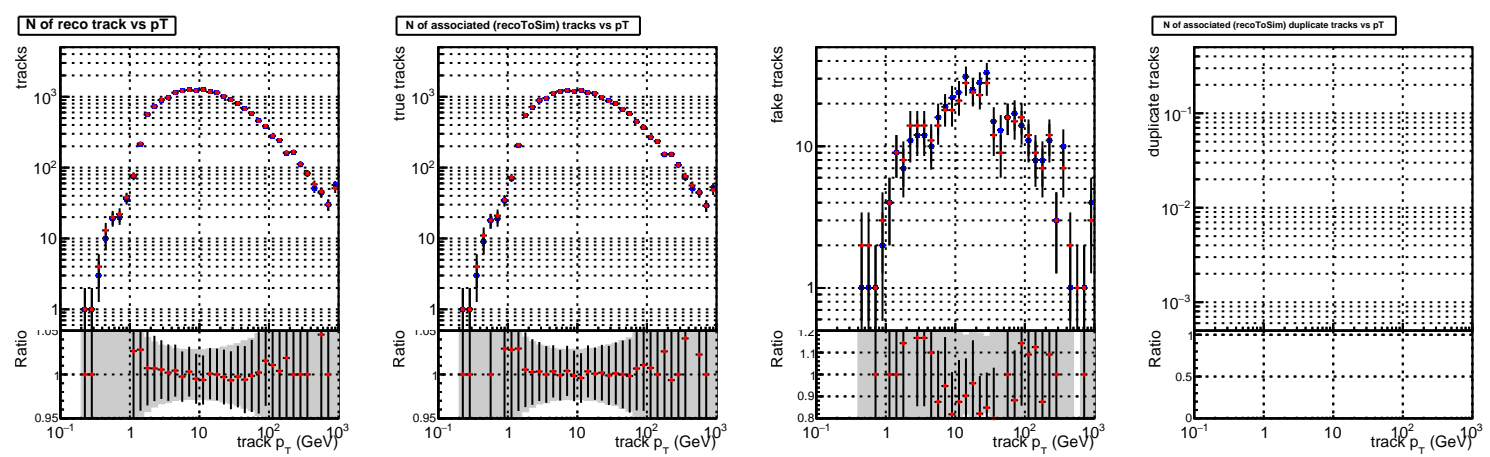 N of reco track vs pT
tracks
10³
10²
10
1
Ratio
1.05
1
0.95
10⁻¹ 1 10 10² 10³
track p_T (GeV)
N of associated (recoToSim) tracks vs pT
true tracks
10³
10²
10
1
Ratio
1.05
1
0.95
10⁻¹ 1 10 10² 10³
track p_T (GeV)
fake tracks
10
1
Ratio
1.2
1.1
1
0.9
0.8
10⁻¹ 1 10 10² 10³
track p_T (GeV)
N of associated (recoToSim) duplicate tracks vs pT
duplicate tracks
10⁻¹
10⁻²
10⁻³
Ratio
1
0.5
0
10⁻¹ 1 10 10² 10³
track p_T (GeV)